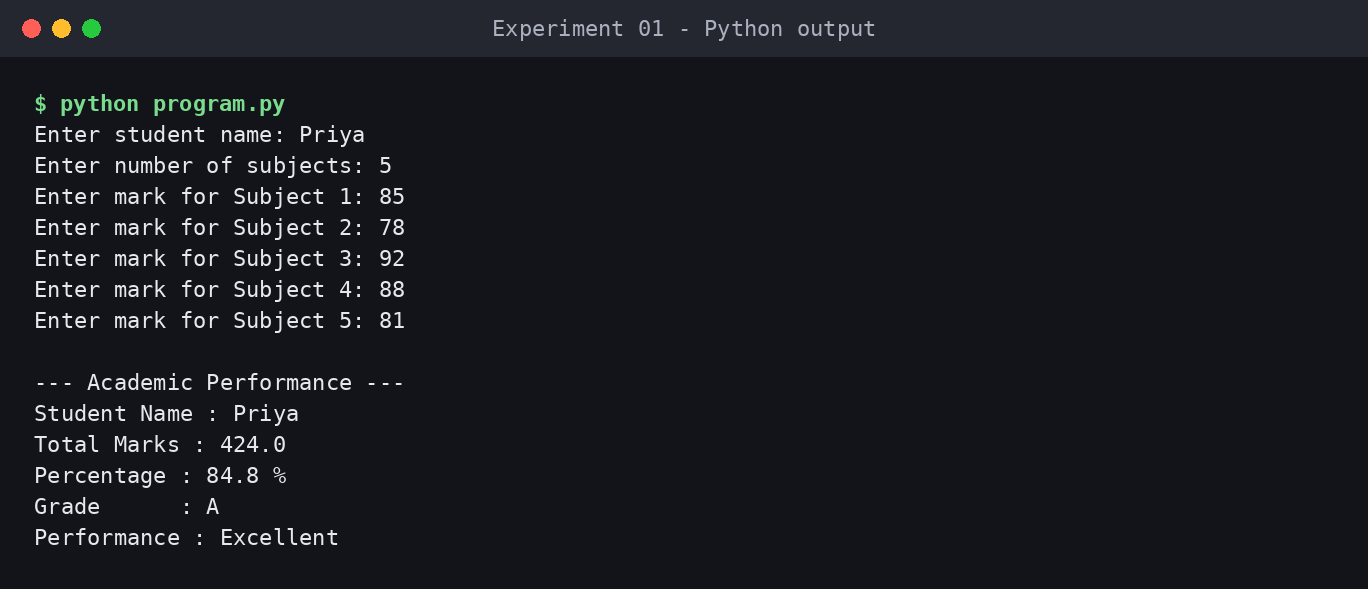 Experiment 01 - Python output
$ python program.py
Enter student name: Priya
Enter number of subjects: 5
Enter mark for Subject 1: 85
Enter mark for Subject 2: 78
Enter mark for Subject 3: 92
Enter mark for Subject 4: 88
Enter mark for Subject 5: 81

--- Academic Performance ---
Student Name : Priya
Total Marks : 424.0
Percentage : 84.8 %
Grade      : A
Performance : Excellent